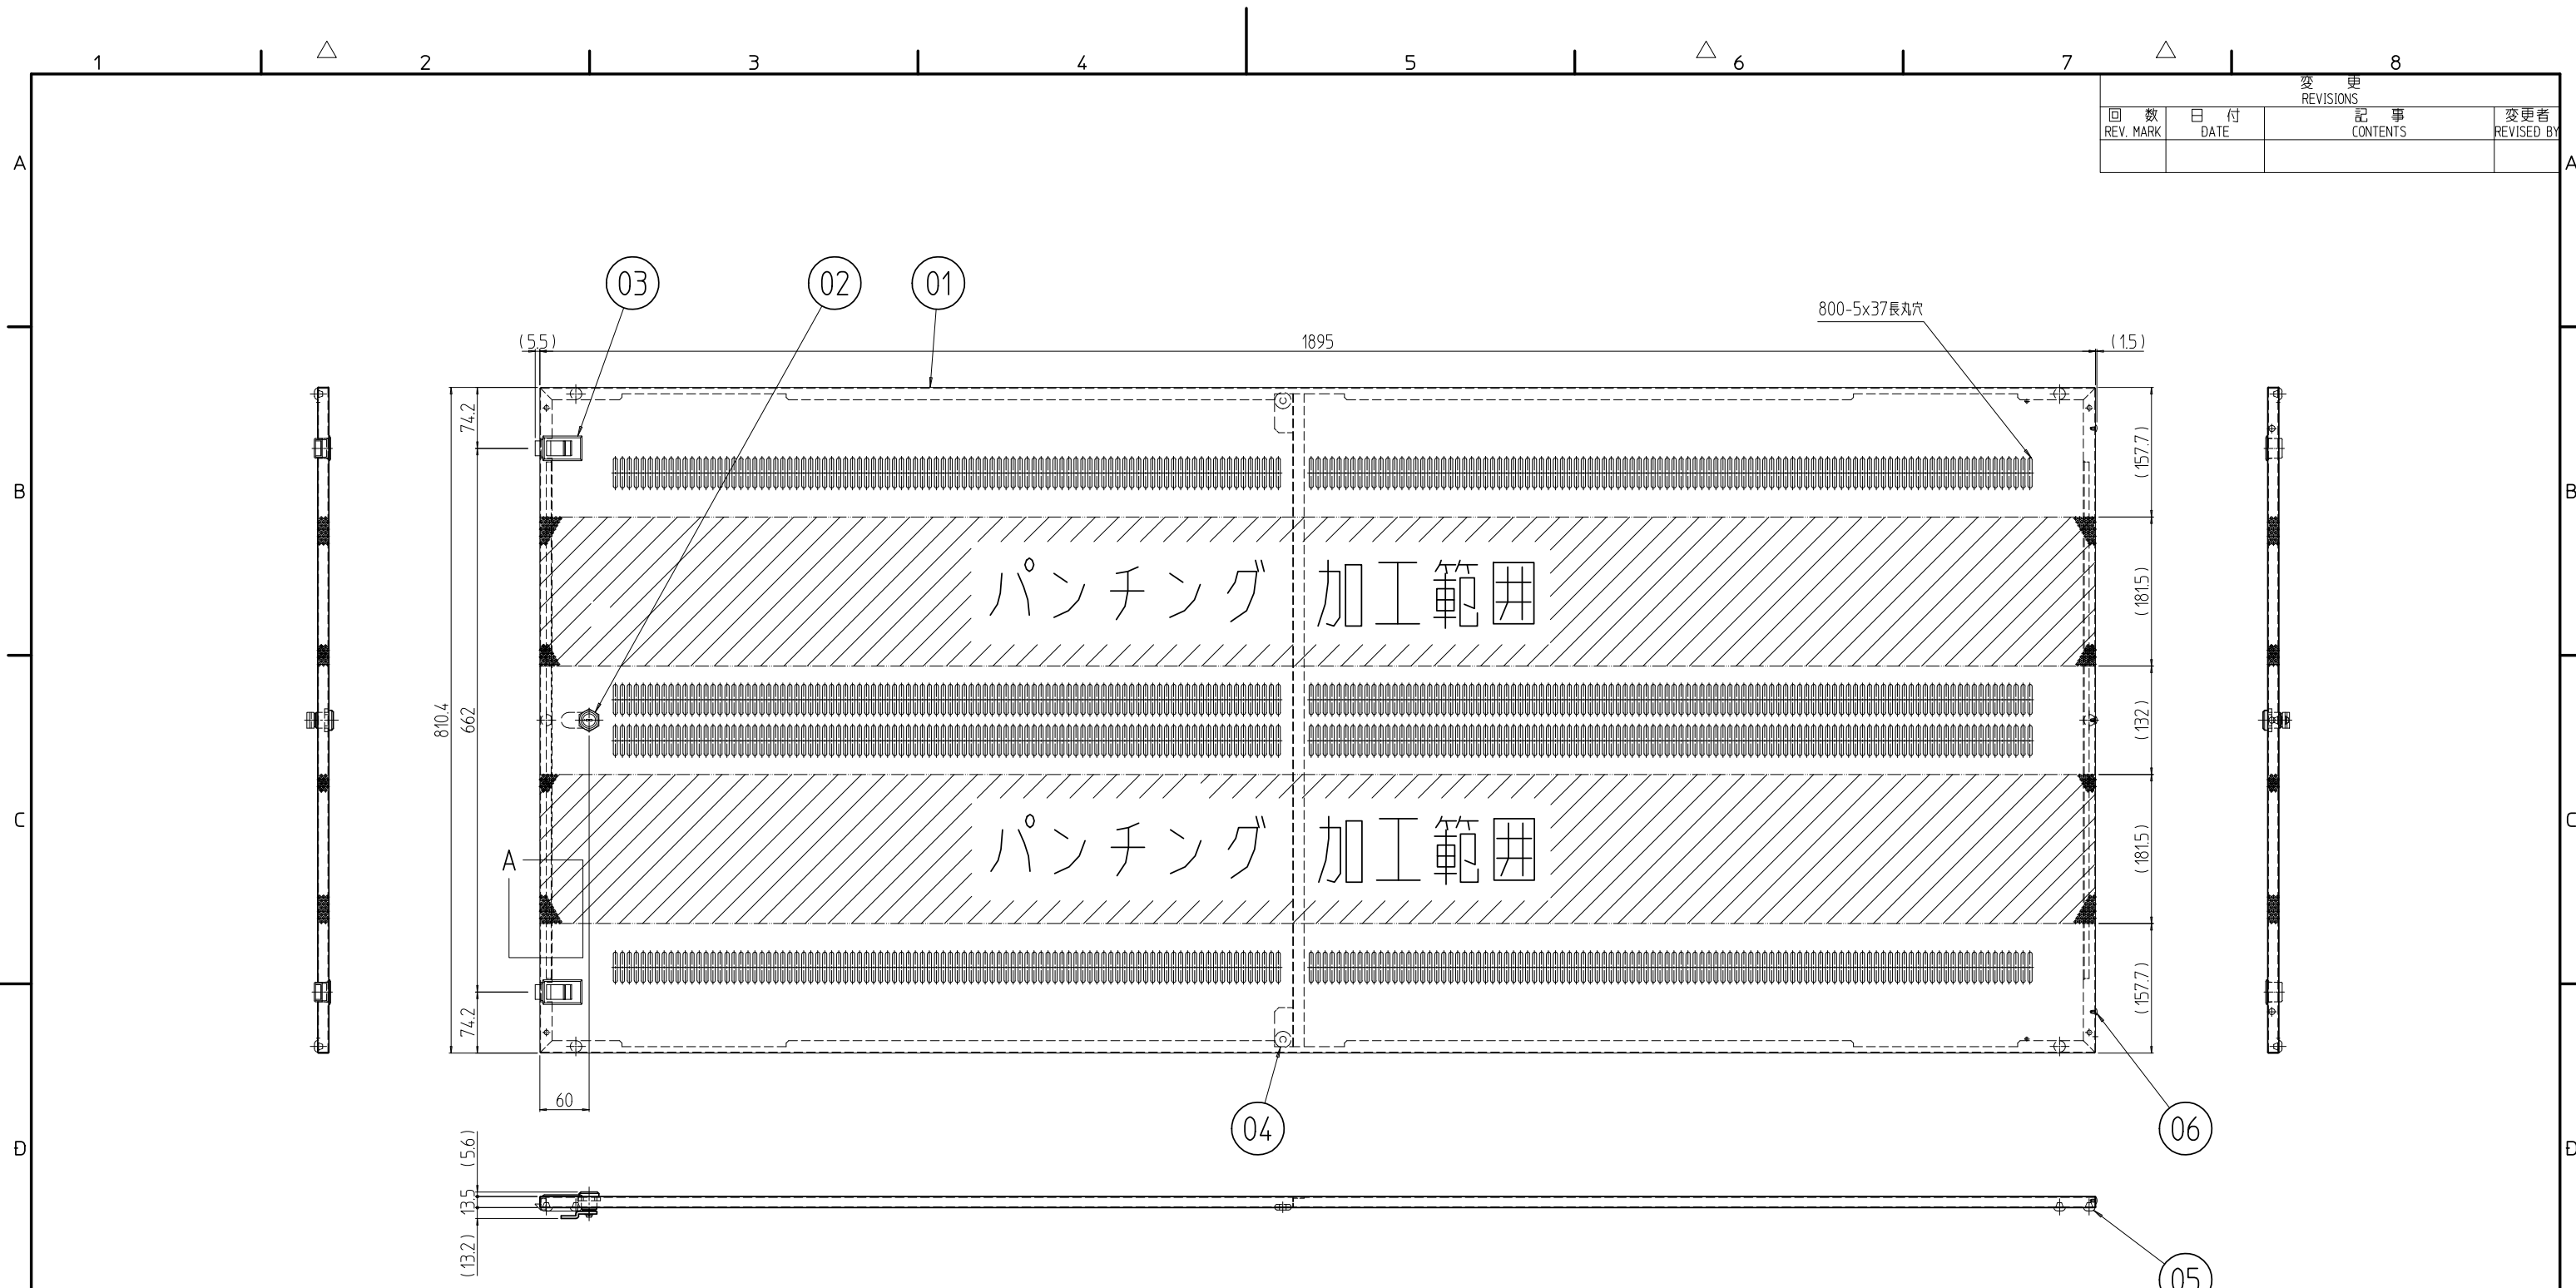 1 2 3 4 5 6 7 8
変 更
REVISIONS
回 数 日 付 記 事 変更者
REV. MARK DATE CONTENTS REVISED BY
A A
03 02 01
800-5x37長丸穴
(5.5) 1895 (1.5)
74.2
(157.7)
B B
パンチング 加工範囲
(181.5)
810.4
662
(132)
C C
パンチング 加工範囲
(181.5)
A
74.2
(157.7)
60
04
06
D D
(5.6)
13.5
(13.2)
05